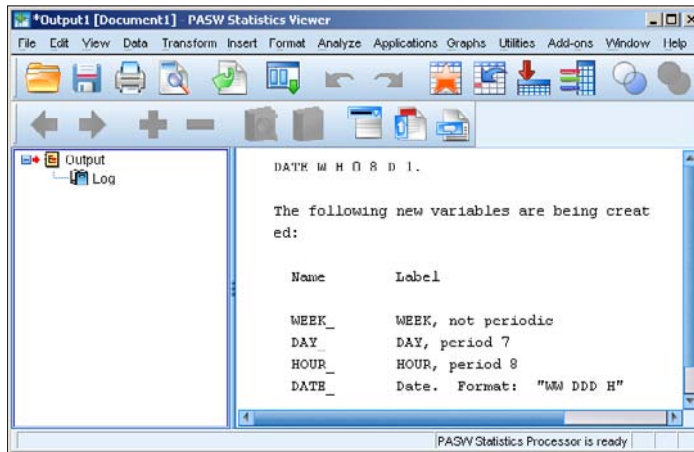 *Output1 [Document1] - PASW Statistics Viewer
File Edit View Data Transform Insert Format Analyze Applications Graphs Utilities Add-ons Window Help
Output
Log
DATE W H 0 8 D 1.
The following new variables are being creat
ed:
Name Label
WEEK_ WEEK, not periodic
DAY_ DAY, period 7
HOUR_ HOUR, period 8
DATE_ Date. Format: "WW DDD H"
PASW Statistics Processor is ready